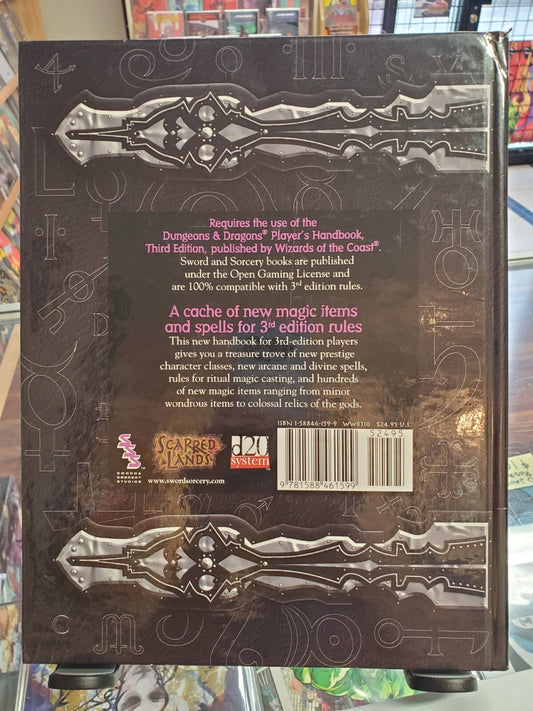 Requires the use of the
Dungeons & Dragons® Player's Handbook,
Third Edition, published by Wizards of the Coast®.
Sword and Sorcery books are published
under the Open Gaming License and
are 100% compatible with 3rd edition rules.
A cache of new magic items
and spells for 3rd edition rules
This new handbook for 3rd-edition players
gives you a treasure trove of new prestige
character classes, new arcane and divine spells,
rules for ritual magic casting, and hundreds
of new magic items ranging from minor
wondrous items to colossal relics of the gods.
ISBN 1-58846-159-9 WW8310 $24.95 U.S.
52495
SWORD & SORCERY
STUDIOS
SCARRED
LANDS
d20
system
www.swordsorcery.com
9 781588 461599